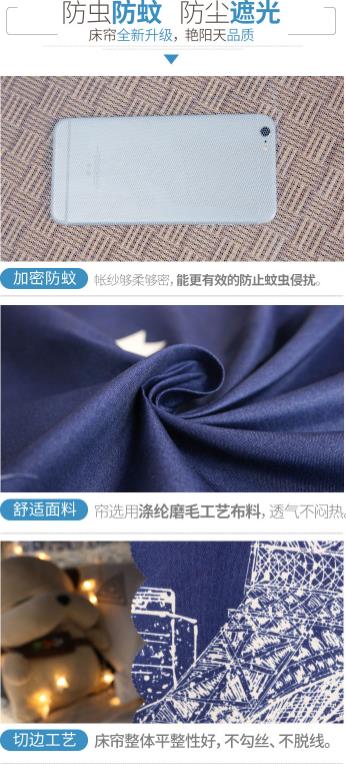 防虫防蚊 防尘遮光
床帘全新升级，艳阳天品质
加密防蚊 帐纱够柔够密，能更有效的防止蚊虫侵扰。
舒适面料 帘选用涤纶磨毛工艺布料，透气不闷热。
切边工艺 床帘整体平整性好，不勾丝、不脱线。